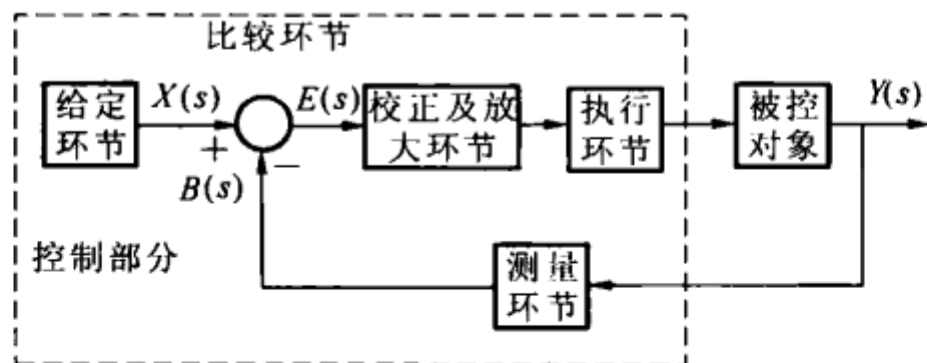 比较环节
给定
环节
X(s)
+
E(s)
−
B(s)
校正及放
大环节
执行
环节
被控
对象
Y(s)
控制部分
测量
环节